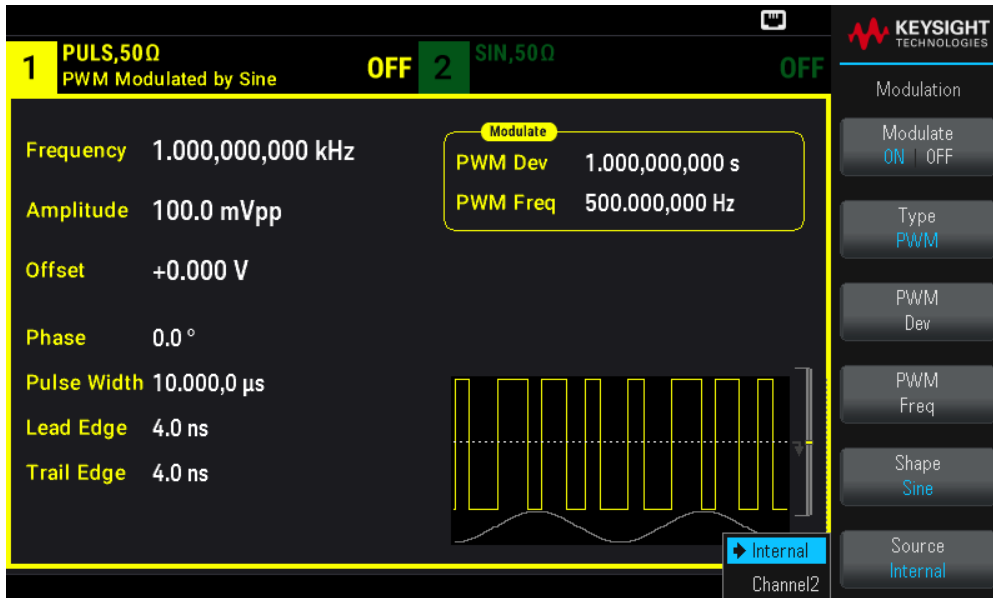 KEYSIGHT
TECHNOLOGIES
1 PULS,50Ω
PWM Modulated by Sine
OFF
2 SIN,50Ω
OFF
Frequency 1.000,000,000 kHz
Amplitude 100.0 mVpp
Offset +0.000 V
Phase 0.0 °
Pulse Width 10.000,0 µs
Lead Edge 4.0 ns
Trail Edge 4.0 ns
Modulate
PWM Dev 1.000,000,000 s
PWM Freq 500.000,000 Hz
Internal
Channel2
Modulation
Modulate
ON | OFF
Type
PWM
PWM
Dev
PWM
Freq
Shape
Sine
Source
Internal